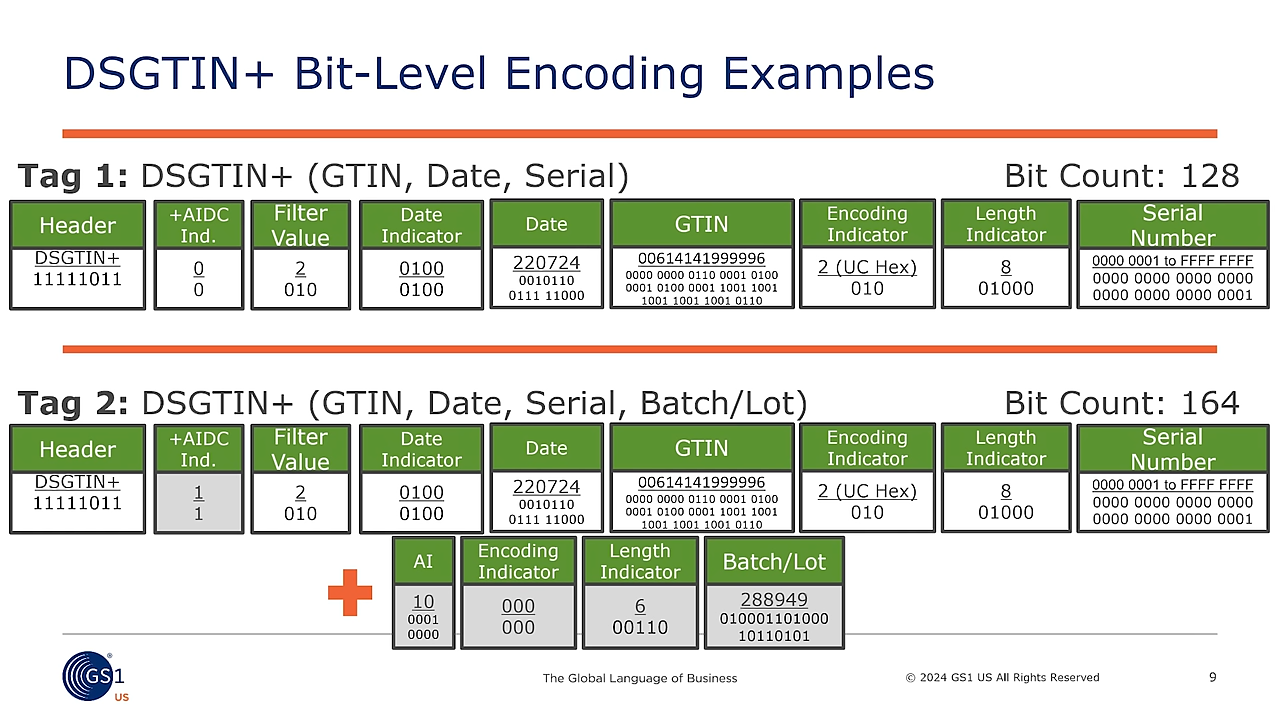 DSGTIN+ Bit-Level Encoding Examples
Tag 1: DSGTIN+ (GTIN, Date, Serial) Bit Count: 128
Header
DSGTIN+
11111011
+AIDC
Ind.
0
0
Filter
Value
2
010
Date
Indicator
0100
0100
Date
220724
0010110
0111 11000
GTIN
00614141999996
0000 0000 0110 0001 0100
0001 0100 0001 1001 1001
1001 1001 1001 0110
Encoding
Indicator
2 (UC Hex)
010
Length
Indicator
8
01000
Serial
Number
0000 0001 to FFFF FFFF
0000 0000 0000 0000
0000 0000 0000 0001
Tag 2: DSGTIN+ (GTIN, Date, Serial, Batch/Lot) Bit Count: 164
Header
DSGTIN+
11111011
+AIDC
Ind.
1
1
Filter
Value
2
010
Date
Indicator
0100
0100
Date
220724
0010110
0111 11000
GTIN
00614141999996
0000 0000 0110 0001 0100
0001 0100 0001 1001 1001
1001 1001 1001 0110
Encoding
Indicator
2 (UC Hex)
010
Length
Indicator
8
01000
Serial
Number
0000 0001 to FFFF FFFF
0000 0000 0000 0000
0000 0000 0000 0001
AI
10
0001
0000
Encoding
Indicator
000
000
Length
Indicator
6
00110
Batch/Lot
288949
010001101000
10110101
GS1
®
US
The Global Language of Business
© 2024 GS1 US All Rights Reserved
9